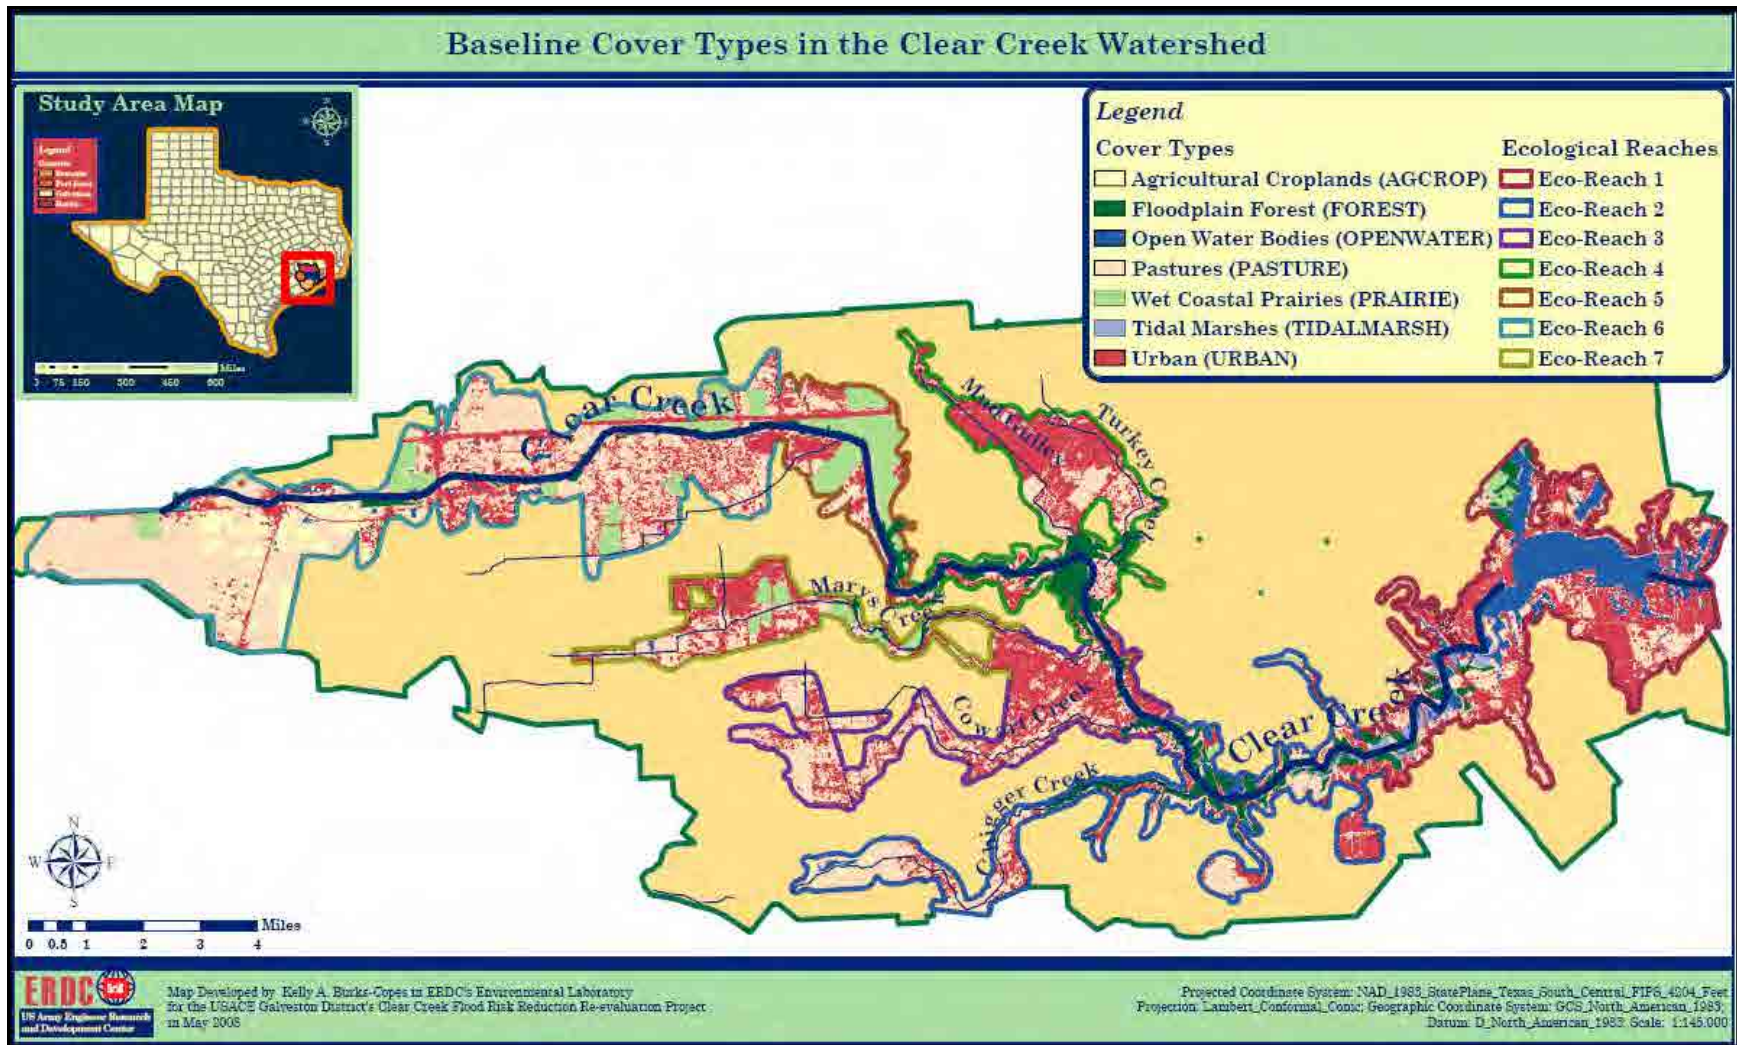 Baseline Cover Types in the Clear Creek Watershed
Study Area Map
Legend
Miles
Legend
Cover Types
Agricultural Croplands (AGCROP)
Floodplain Forest (FOREST)
Open Water Bodies (OPENWATER)
Pastures (PASTURE)
Wet Coastal Prairies (PRAIRIE)
Tidal Marshes (TIDALMARSH)
Urban (URBAN)
Ecological Reaches
Eco-Reach 1
Eco-Reach 2
Eco-Reach 3
Eco-Reach 4
Eco-Reach 5
Eco-Reach 6
Eco-Reach 7
Clear Creek
Turkey Creek
Marys Creek
Creek
Clear Creek
Chigger Creek
N
W E
S
Miles
0 0.5 1 2 3 4
ERDC
US Army Engineer Research
and Development Center
Map Developed by Kelly A. Burks-Copes in ERDC's Environmental Laboratory
for the USACE Galveston District's Clear Creek Flood Risk Reduction Re-evaluation Project
in May 2008
Projected Coordinate System: NAD_1983_StatePlane_Texas_South_Central_FIPS_4204_Feet
Projection: Lambert_Conformal_Conic; Geographic Coordinate System: GCS_North_American_1983;
Datum: D_North_American_1983; Scale: 1:145,000